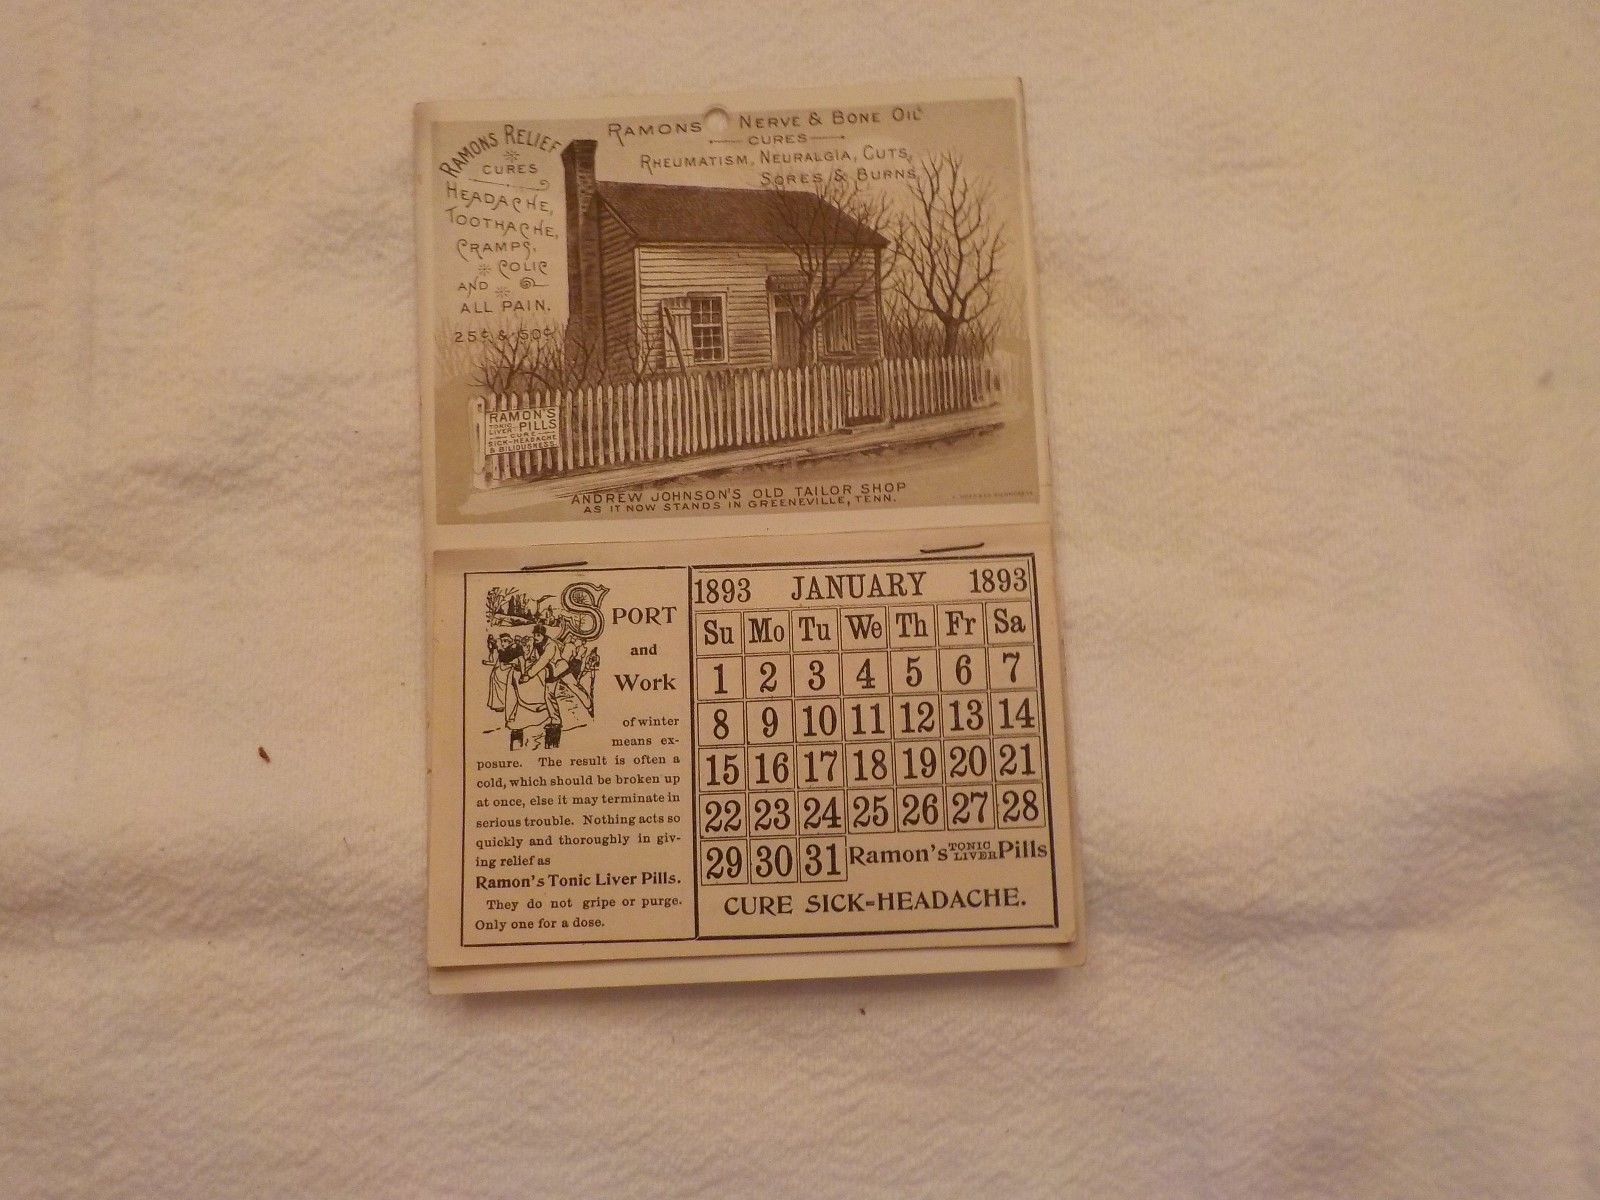 RAMONS RELIEF
CURES
HEADACHE,
TOOTHACHE,
CRAMPS,
COLIC
AND
ALL PAIN.
25¢ & 50¢
RAMONS NERVE & BONE OIL
CURES
RHEUMATISM, NEURALGIA, CUTS,
SORES & BURNS
RAMON'S
TONIC LIVER PILLS
CURE
SICK-HEADACHE
& BILIOUSNESS.
ANDREW JOHNSON'S OLD TAILOR SHOP
AS IT NOW STANDS IN GREENEVILLE, TENN.
SPORT
and
Work
of winter
means ex-
posure. The result is often a
cold, which should be broken up
at once, else it may terminate in
serious trouble. Nothing acts so
quickly and thoroughly in giv-
ing relief as
Ramon's Tonic Liver Pills.
They do not gripe or purge.
Only one for a dose.
1893 JANUARY 1893
Su Mo Tu We Th Fr Sa
1 2 3 4 5 6 7
8 9 10 11 12 13 14
15 16 17 18 19 20 21
22 23 24 25 26 27 28
29 30 31 Ramon's TONIC LIVER Pills
CURE SICK-HEADACHE.